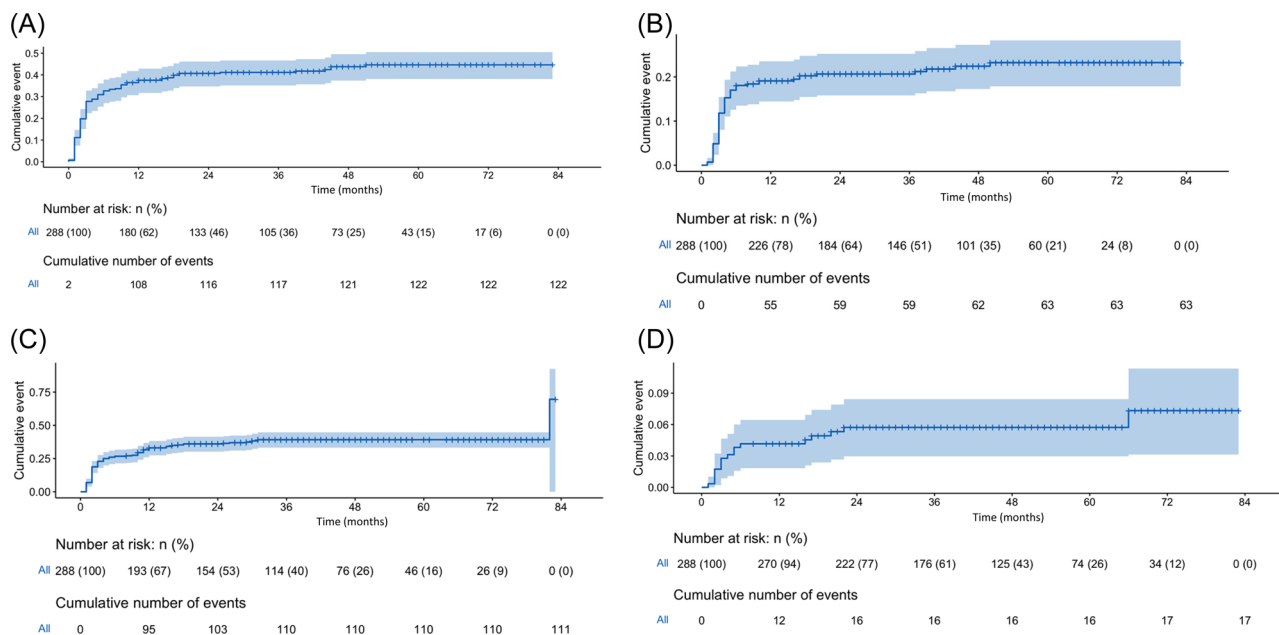 (A)
Cumulative event
0.5
0.4
0.3
0.2
0.1
0.0
0 12 24 36 48 60 72 84
Time (months)
Number at risk: n (%)
All 288 (100) 180 (62) 133 (46) 105 (36) 73 (25) 43 (15) 17 (6) 0 (0)
Cumulative number of events
All 2 108 116 117 121 122 122 122
(B)
Cumulative event
0.2
0.1
0.0
0 12 24 36 48 60 72 84
Time (months)
Number at risk: n (%)
All 288 (100) 226 (78) 184 (64) 146 (51) 101 (35) 60 (21) 24 (8) 0 (0)
Cumulative number of events
All 0 55 59 59 62 63 63 63
(C)
Cumulative event
0.75
0.50
0.25
0.00
0 12 24 36 48 60 72 84
Time (months)
Number at risk: n (%)
All 288 (100) 193 (67) 154 (53) 114 (40) 76 (26) 46 (16) 26 (9) 0 (0)
Cumulative number of events
All 0 95 103 110 110 110 110 111
(D)
Cumulative event
0.09
0.06
0.03
0.00
0 12 24 36 48 60 72 84
Time (months)
Number at risk: n (%)
All 288 (100) 270 (94) 222 (77) 176 (61) 125 (43) 74 (26) 34 (12) 0 (0)
Cumulative number of events
All 0 12 16 16 16 16 17 17